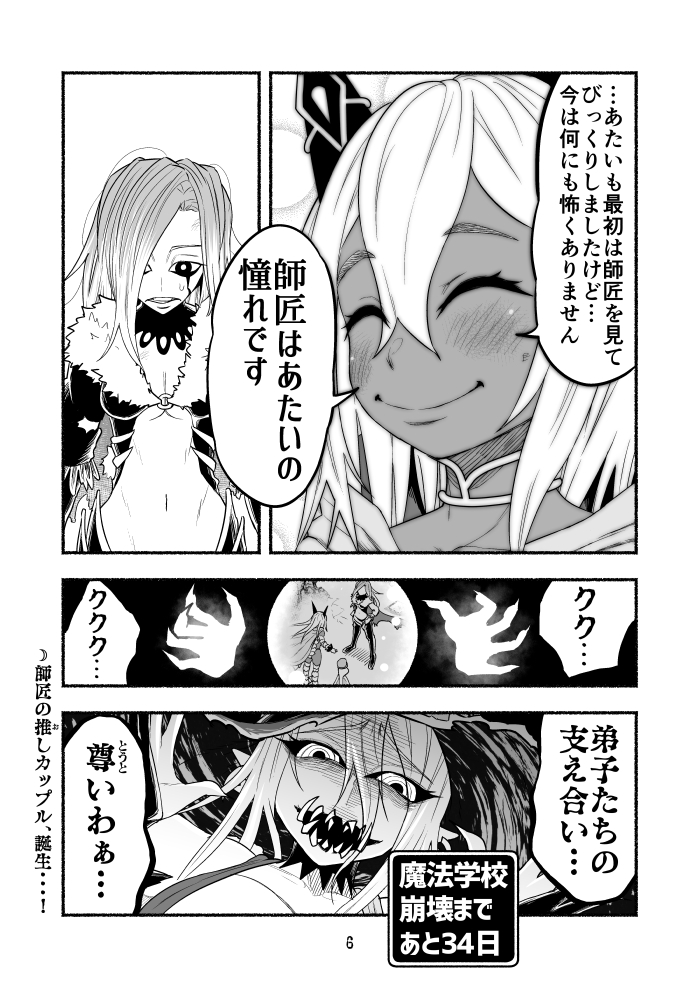 …あたいも最初は師匠を見て
びっくりしましたけど…
今は何にも怖くありません
師匠はあたいの
憧れです
クク…
ククク…
弟子たちの
支え合い…
尊いわぁ…
とうと
魔法学校
崩壊まで
あと34日
☽師匠の推しカップル、誕生…！
お
6